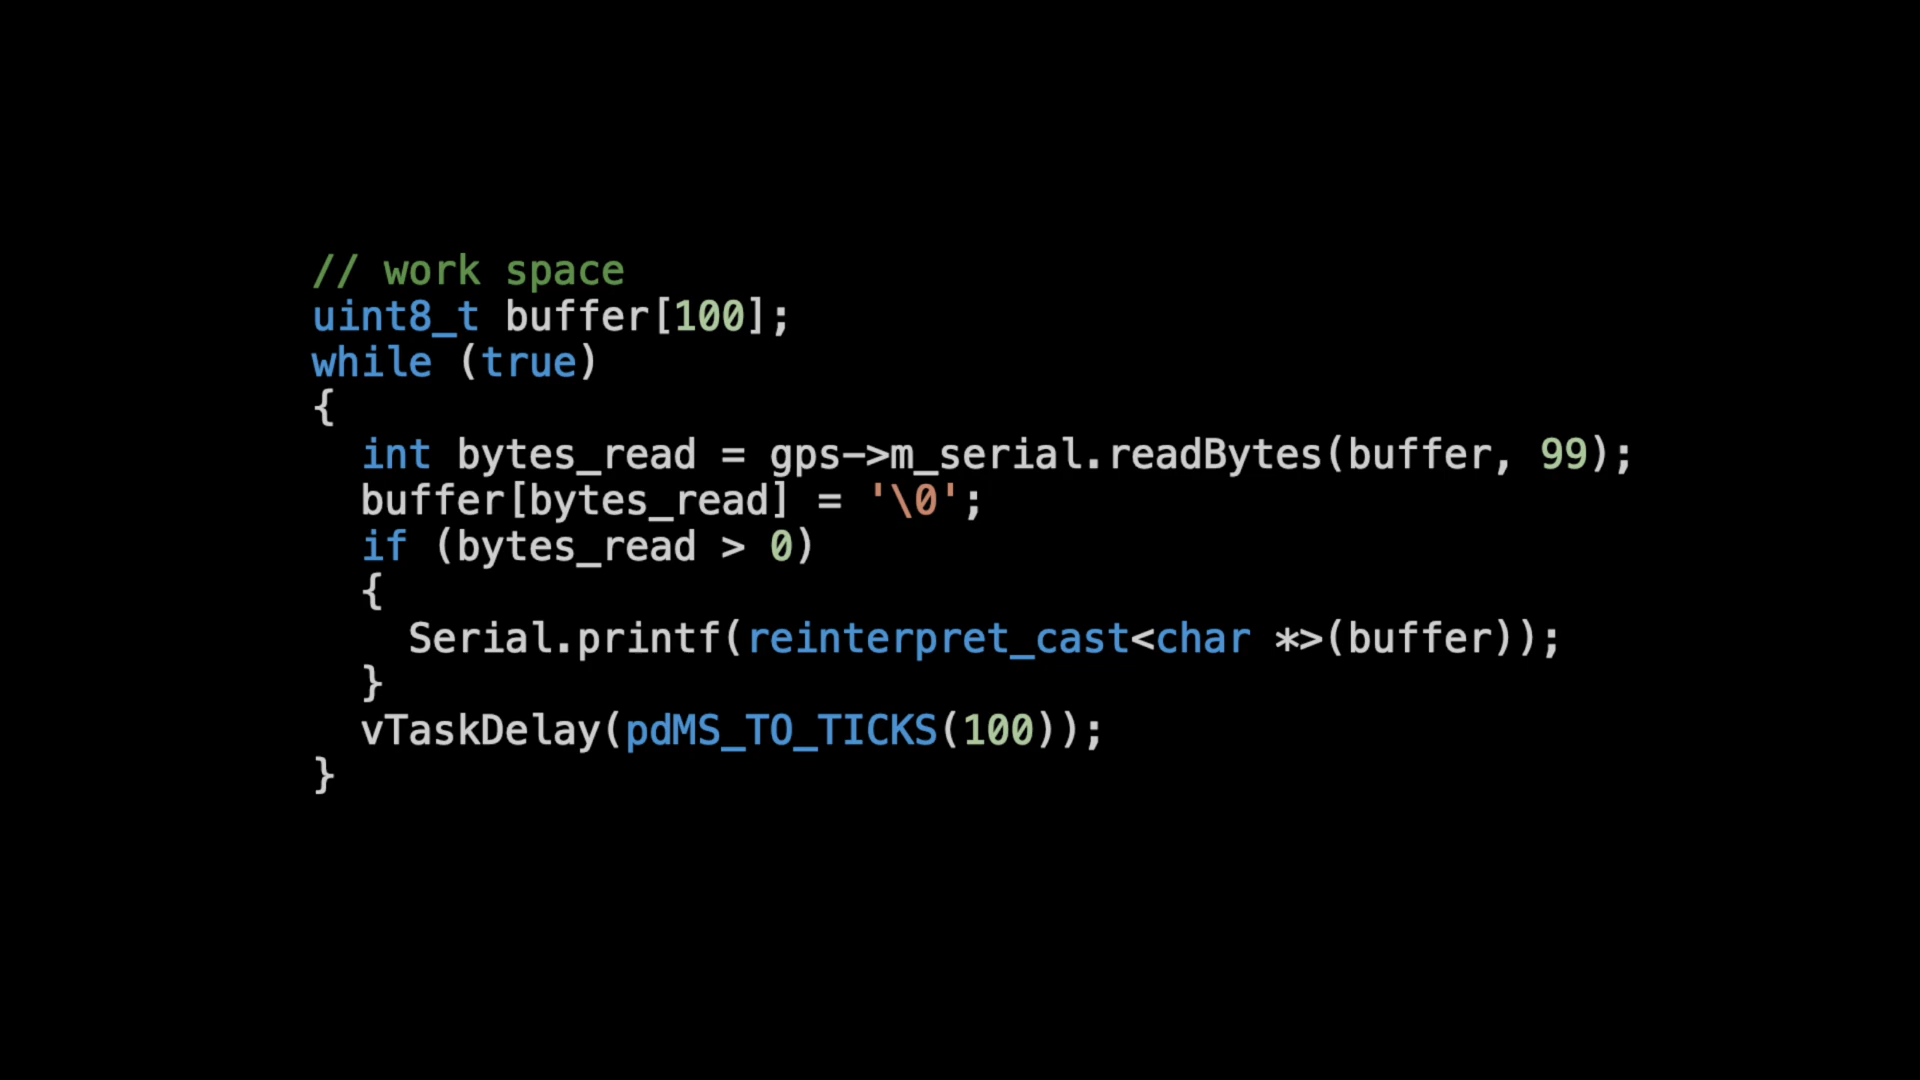 // work space
uint8_t buffer[100];
while (true)
{
  int bytes_read = gps->m_serial.readBytes(buffer, 99);
  buffer[bytes_read] = '\0';
  if (bytes_read > 0)
  {
    Serial.printf(reinterpret_cast<char *>(buffer));
  }
  vTaskDelay(pdMS_TO_TICKS(100));
}